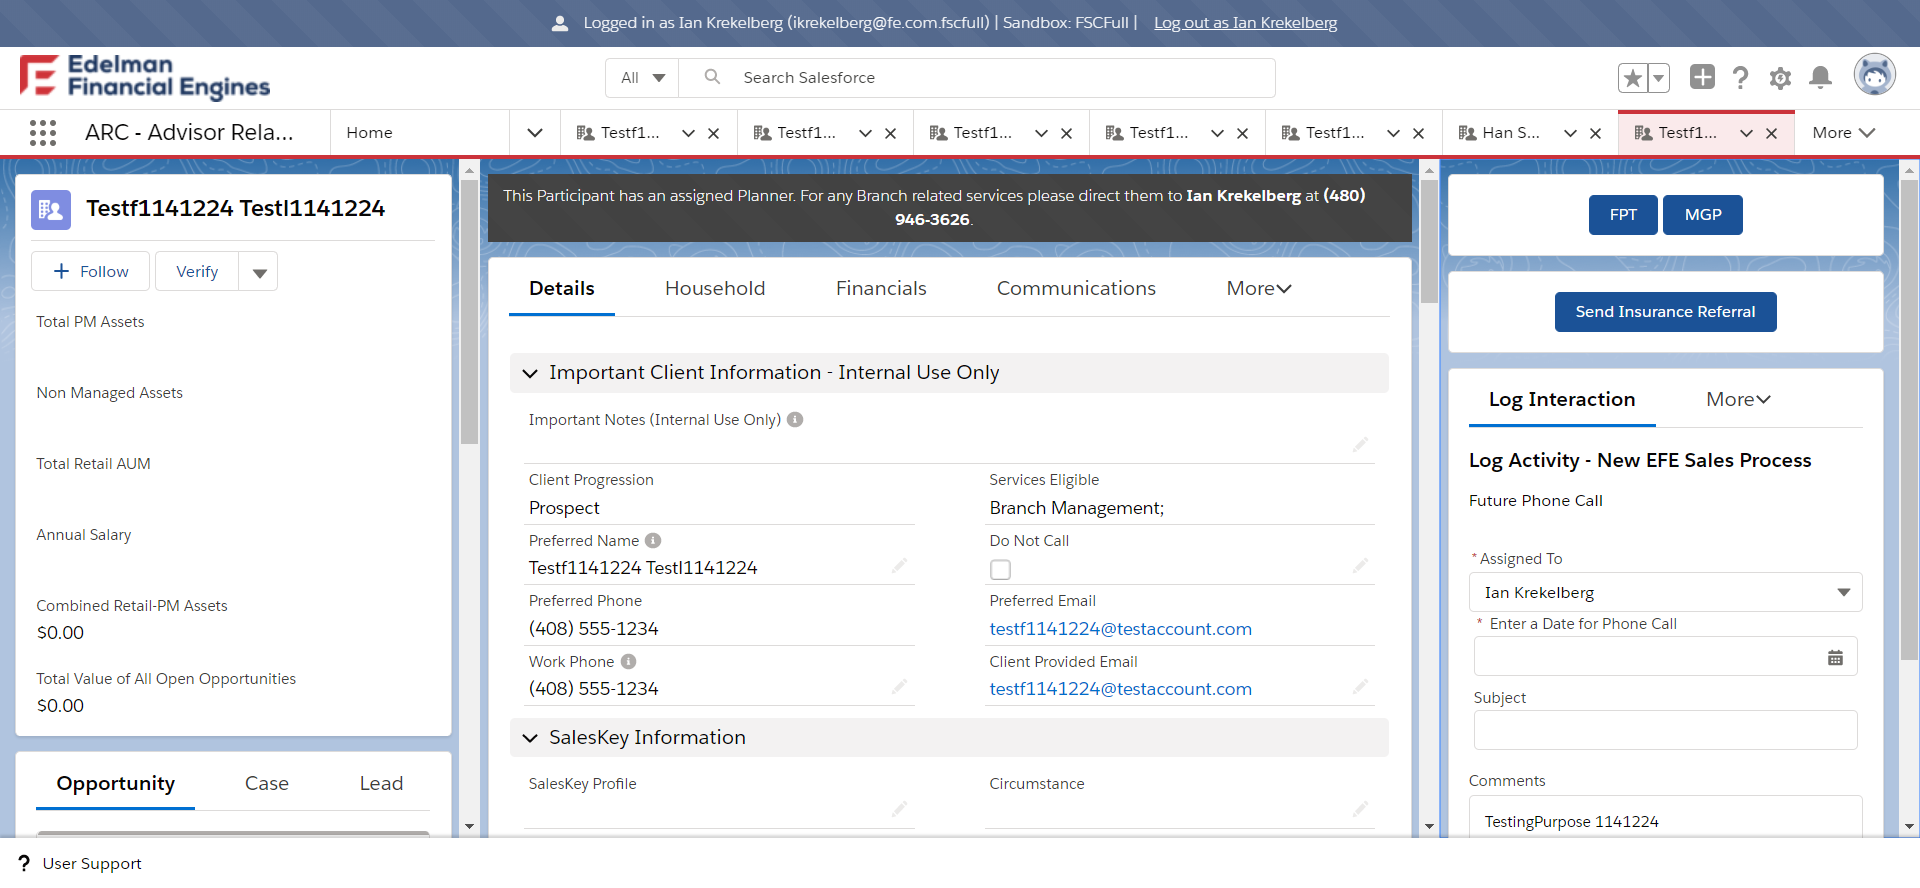 Logged in as Ian Krekelberg (ikrekelberg@fe.com.fscfull) | Sandbox: FSCFull | Log out as Ian Krekelberg
Edelman
Financial Engines
All
Search Salesforce
ARC - Advisor Rela...
Home
Testf1...
Testf1...
Testf1...
Testf1...
Testf1...
Han S...
Testf1...
More
Testf1141224 Testl1141224
Follow
Verify
Total PM Assets
Non Managed Assets
Total Retail AUM
Annual Salary
Combined Retail-PM Assets
$0.00
Total Value of All Open Opportunities
$0.00
Opportunity
Case
Lead
This Participant has an assigned Planner. For any Branch related services please direct them to Ian Krekelberg at (480)
946-3626.
Details
Household
Financials
Communications
More
Important Client Information - Internal Use Only
Important Notes (Internal Use Only)
Client Progression
Prospect
Services Eligible
Branch Management;
Preferred Name
Testf1141224 Testl1141224
Do Not Call
Preferred Phone
(408) 555-1234
Preferred Email
testf1141224@testaccount.com
Work Phone
(408) 555-1234
Client Provided Email
testf1141224@testaccount.com
SalesKey Information
SalesKey Profile
Circumstance
FPT
MGP
Send Insurance Referral
Log Interaction
More
Log Activity - New EFE Sales Process
Future Phone Call
* Assigned To
Ian Krekelberg
* Enter a Date for Phone Call
Subject
Comments
TestingPurpose 1141224
? User Support